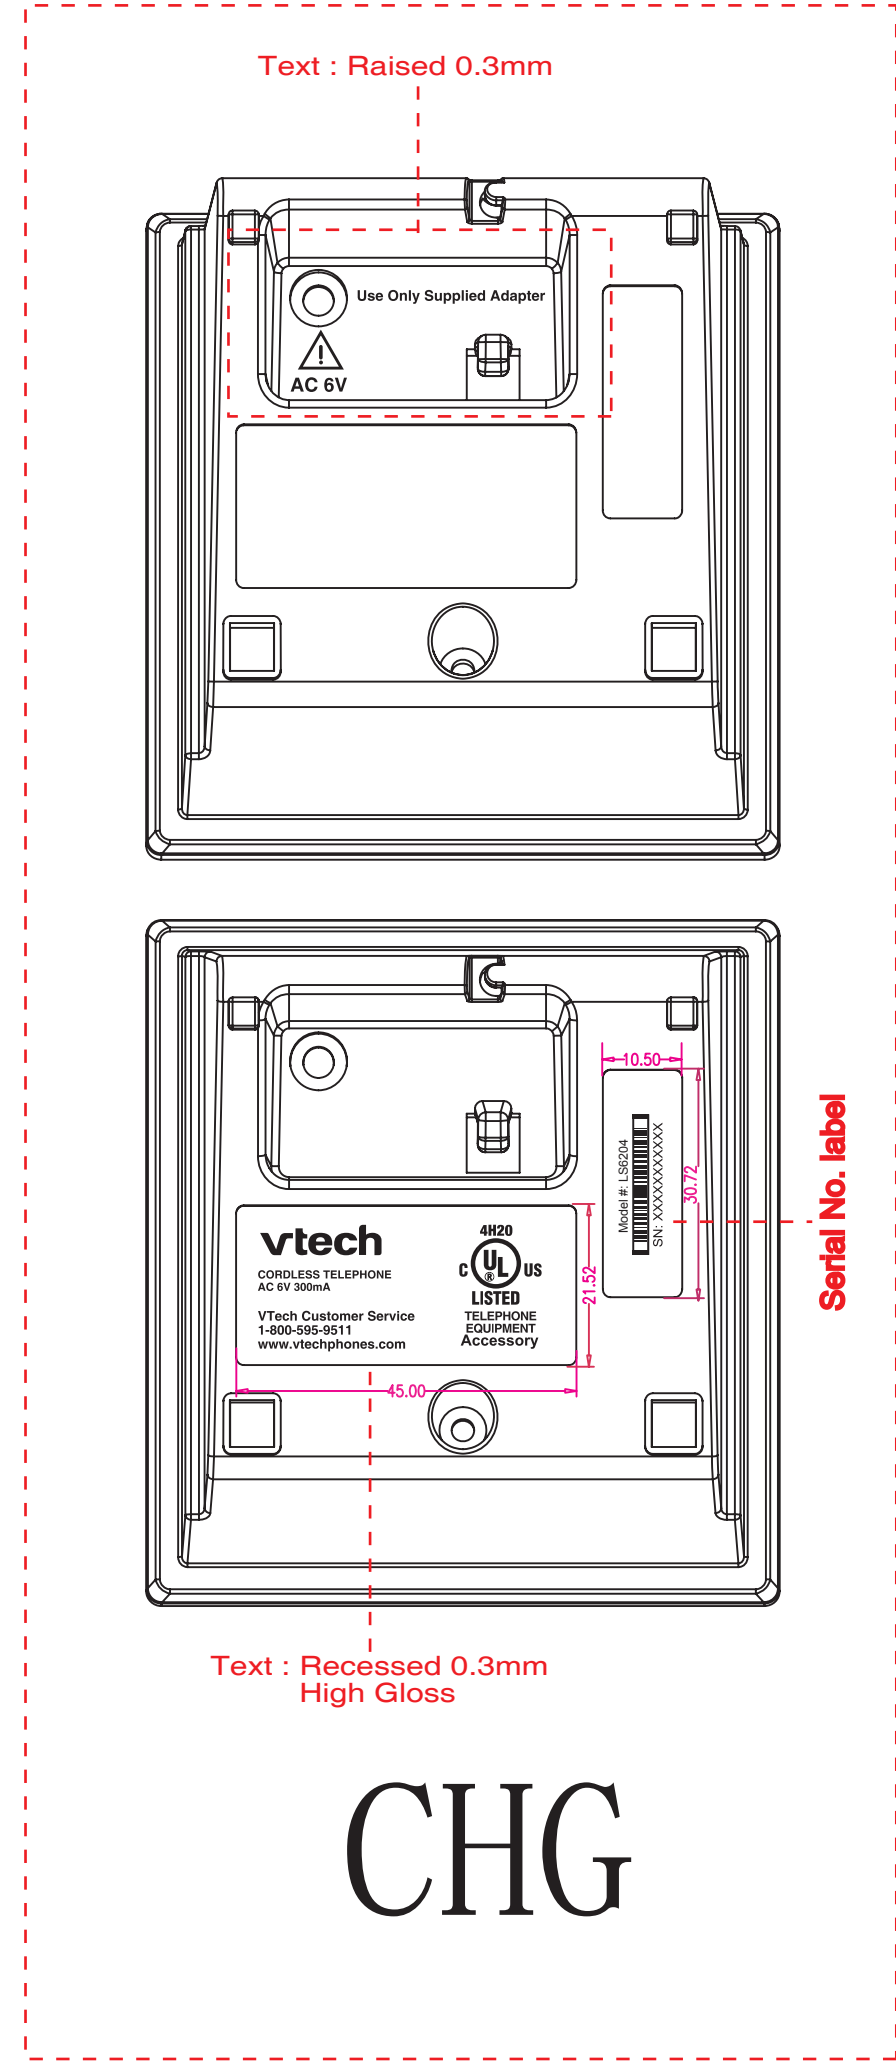 Text : Raised 0.3mm
Use Only Supplied Adapter
AC 6V
10.50
Model #: LS6204
SN: XXXXXXXXXXXX
30.72
Serial No. label
vtech
CORDLESS TELEPHONE
AC 6V 300mA
VTech Customer Service
1-800-595-9511
www.vtechphones.com
4H20
C UL US
®
LISTED
TELEPHONE
EQUIPMENT
Accessory
21.52
45.00
Text : Recessed 0.3mm
High Gloss
CHG